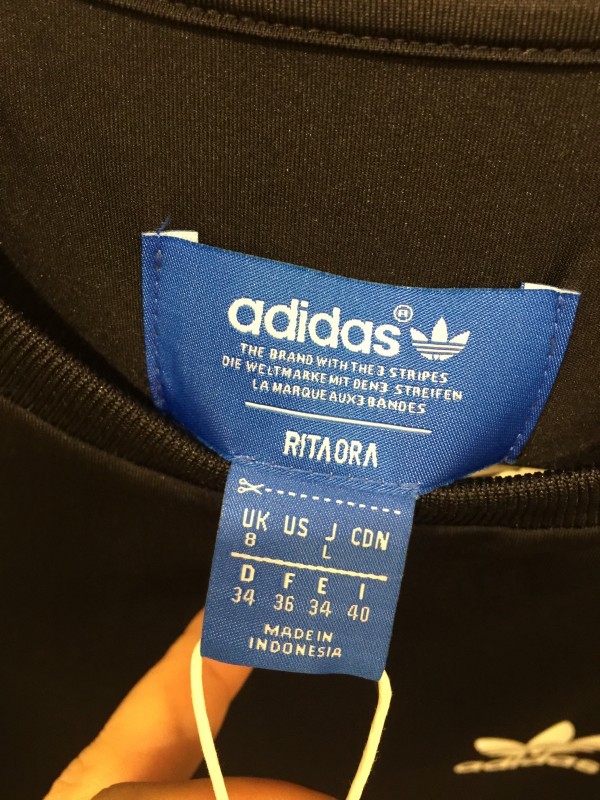 adidas®
THE BRAND WITH THE 3 STRIPES
DIE WELTMARKE MIT DEN 3 STREIFEN
LA MARQUE AUX 3 BANDES
RITA ORA
UK US J CDN
8 L
D F E I
34 36 34 40
MADE IN
INDONESIA
adidas